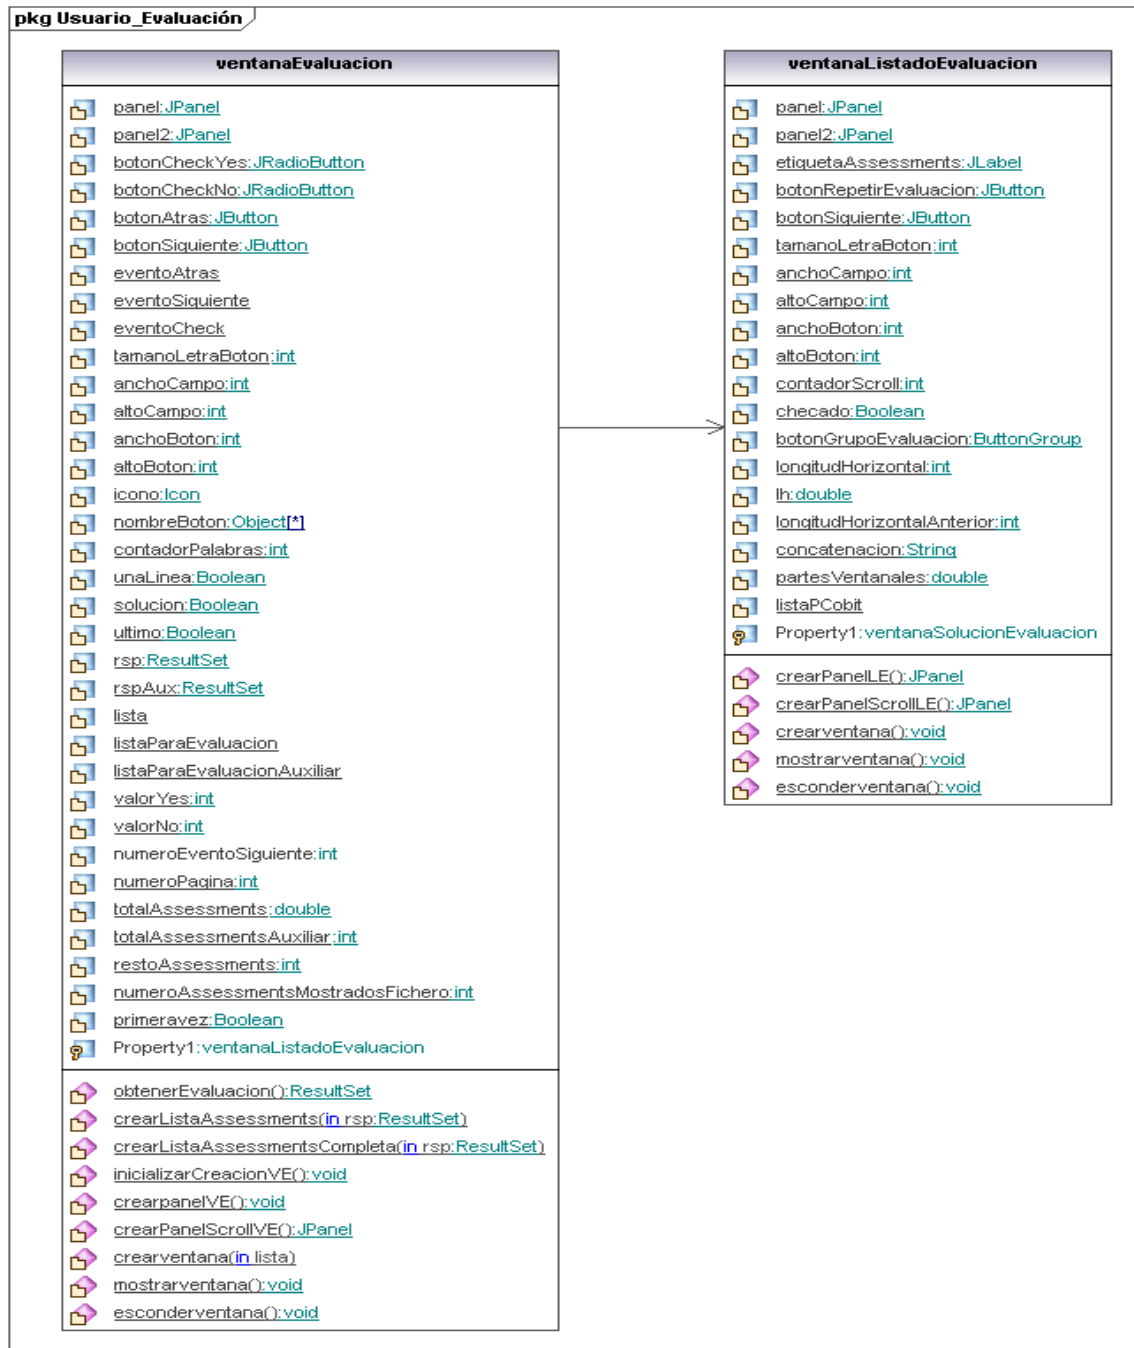 pkg Usuario_Evaluación
ventanaEvaluacion
panel:JPanel
panel2:JPanel
botonCheckYes:JRadioButton
botonCheckNo:JRadioButton
botonAtras:JButton
botonSiguiente:JButton
eventoAtras
eventoSiguiente
eventoCheck
tamanoLetraBoton:int
anchoCampo:int
altoCampo:int
anchoBoton:int
altoBoton:int
icono:Icon
nombreBoton:Object[*]
contadorPalabras:int
unaLinea:Boolean
solucion:Boolean
ultimo:Boolean
rsp:ResultSet
rspAux:ResultSet
lista
listaParaEvaluacion
listaParaEvaluacionAuxiliar
valorYes:int
valorNo:int
numeroEventoSiguiente:int
numeroPagina:int
totalAssessments:double
totalAssessmentsAuxiliar:int
restoAssessments:int
numeroAssessmentsMostradosFichero:int
primeravez:Boolean
Property1:ventanaListadoEvaluacion
obtenerEvaluacion():ResultSet
crearListaAssessments(in rsp:ResultSet)
crearListaAssessmentsCompleta(in rsp:ResultSet)
inicializarCreacionVE():void
crearpanelVE():void
crearPanelScrollVE():JPanel
crearventana(in lista)
mostrarventana():void
esconderventana():void
ventanaListadoEvaluacion
panel:JPanel
panel2:JPanel
etiquetaAssessments:JLabel
botonRepetirEvaluacion:JButton
botonSiguiente:JButton
tamanoLetraBoton:int
anchoCampo:int
altoCampo:int
anchoBoton:int
altoBoton:int
contadorScroll:int
checado:Boolean
botonGrupoEvaluacion:ButtonGroup
longitudHorizontal:int
lh:double
longitudHorizontalAnterior:int
concatenacion:String
partesVentanales:double
listaPCobit
Property1:ventanaSolucionEvaluacion
crearPanelLE():JPanel
crearPanelScrollLE():JPanel
crearventana():void
mostrarventana():void
esconderventana():void